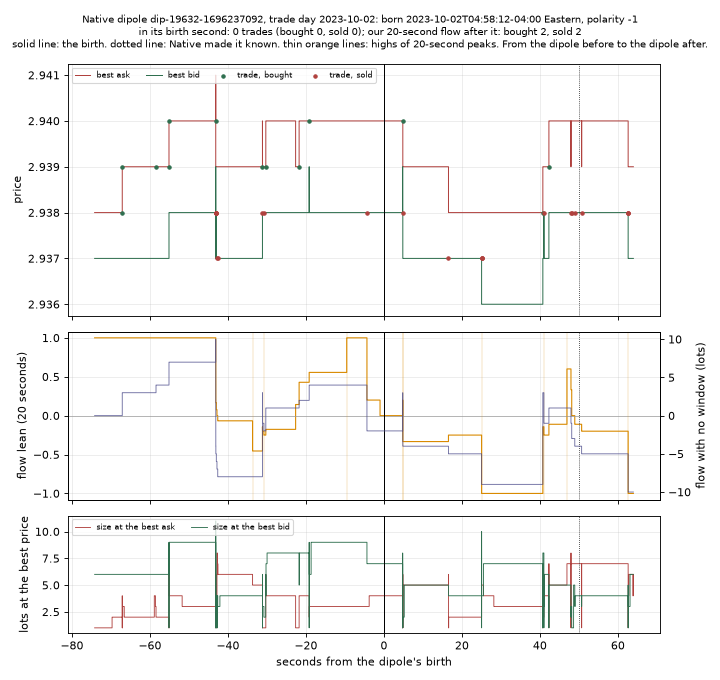 Native dipole dip-19632-1696237092, trade day 2023-10-02: born 2023-10-02T04:58:12-04:00 Eastern, polarity -1
in its birth second: 0 trades (bought 0, sold 0); our 20-second flow after it: bought 2, sold 2
solid line: the birth. dotted line: Native made it known. thin orange lines: highs of 20-second peaks. From the dipole before to the dipole after.
best ask
best bid
trade, bought
trade, sold
2.941
2.940
2.939
2.938
2.937
2.936
price
1.0
0.5
0.0
−0.5
−1.0
flow lean (20 seconds)
10
5
0
−5
−10
flow with no window (lots)
size at the best ask
size at the best bid
10.0
7.5
5.0
2.5
lots at the best price
−80
−60
−40
−20
0
20
40
60
seconds from the dipole's birth